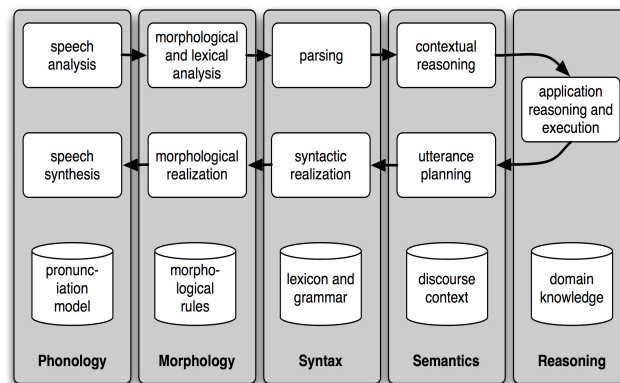 speech
analysis
morphological
and lexical
analysis
parsing
contextual
reasoning
application
reasoning and
execution
speech
synthesis
morphological
realization
syntactic
realization
utterance
planning
pronunc-
iation
model
morpho-
logical
rules
lexicon and
grammar
discourse
context
domain
knowledge
Phonology
Morphology
Syntax
Semantics
Reasoning